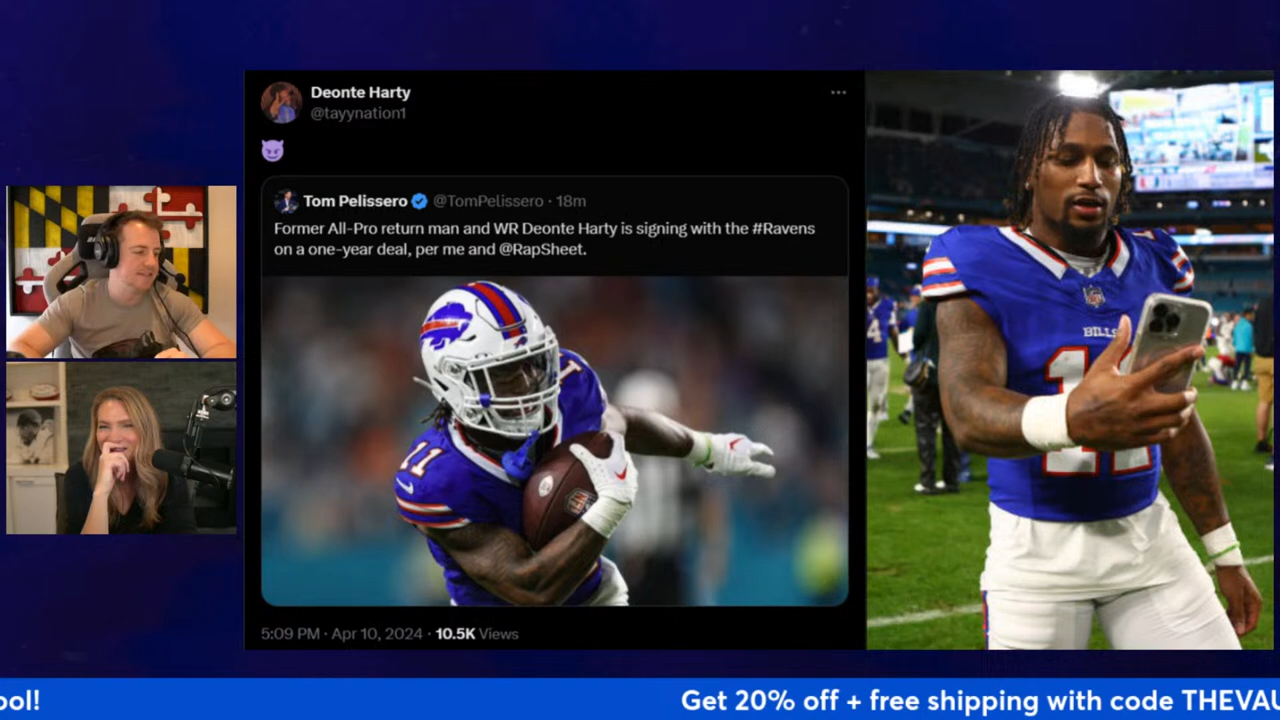 Deonte Harty
@tayynation1
Tom Pelissero @TomPelissero · 18m
Former All-Pro return man and WR Deonte Harty is signing with the #Ravens
on a one-year deal, per me and @RapSheet.
11
BILLS
5:09 PM · Apr 10, 2024 · 10.5K Views
ool! Get 20% off + free shipping with code THEVAU